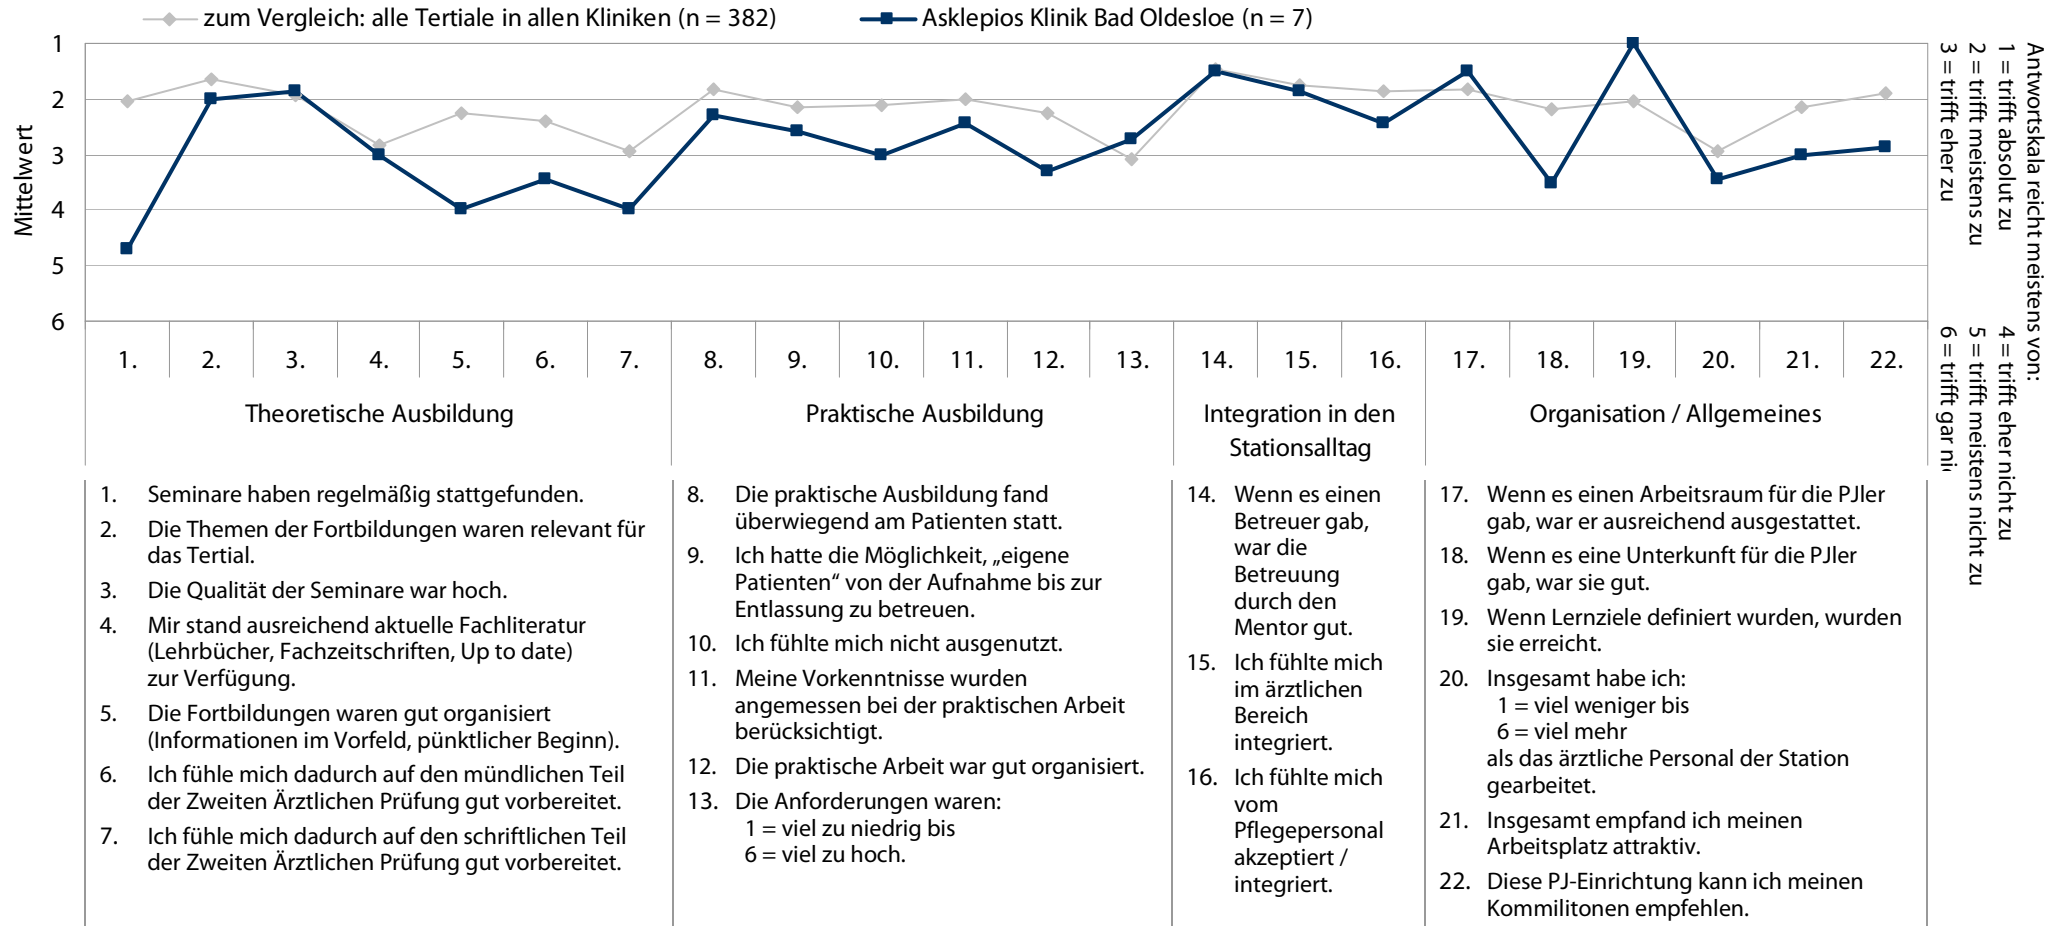 zum Vergleich: alle Tertiale in allen Kliniken (n = 382)
Asklepios Klinik Bad Oldesloe (n = 7)
Mittelwert
1
2
3
4
5
6
1. 2. 3. 4. 5. 6. 7. 8. 9. 10. 11. 12. 13. 14. 15. 16. 17. 18. 19. 20. 21. 22.
Theoretische Ausbildung
Praktische Ausbildung
Integration in den
Stationsalltag
Organisation / Allgemeines
1. Seminare haben regelmäßig stattgefunden.
2. Die Themen der Fortbildungen waren relevant für
das Tertial.
3. Die Qualität der Seminare war hoch.
4. Mir stand ausreichend aktuelle Fachliteratur
(Lehrbücher, Fachzeitschriften, Up to date)
zur Verfügung.
5. Die Fortbildungen waren gut organisiert
(Informationen im Vorfeld, pünktlicher Beginn).
6. Ich fühle mich dadurch auf den mündlichen Teil
der Zweiten Ärztlichen Prüfung gut vorbereitet.
7. Ich fühle mich dadurch auf den schriftlichen Teil
der Zweiten Ärztlichen Prüfung gut vorbereitet.
8. Die praktische Ausbildung fand
überwiegend am Patienten statt.
9. Ich hatte die Möglichkeit, „eigene
Patienten“ von der Aufnahme bis zur
Entlassung zu betreuen.
10. Ich fühlte mich nicht ausgenutzt.
11. Meine Vorkenntnisse wurden
angemessen bei der praktischen Arbeit
berücksichtigt.
12. Die praktische Arbeit war gut organisiert.
13. Die Anforderungen waren:
1 = viel zu niedrig bis
6 = viel zu hoch.
14. Wenn es einen
Betreuer gab,
war die
Betreuung
durch den
Mentor gut.
15. Ich fühlte mich
im ärztlichen
Bereich
integriert.
16. Ich fühlte mich
vom
Pflegepersonal
akzeptiert /
integriert.
17. Wenn es einen Arbeitsraum für die PJler
gab, war er ausreichend ausgestattet.
18. Wenn es eine Unterkunft für die PJler
gab, war sie gut.
19. Wenn Lernziele definiert wurden, wurden
sie erreicht.
20. Insgesamt habe ich:
1 = viel weniger bis
6 = viel mehr
als das ärztliche Personal der Station
gearbeitet.
21. Insgesamt empfand ich meinen
Arbeitsplatz attraktiv.
22. Diese PJ-Einrichtung kann ich meinen
Kommilitonen empfehlen.
Antwortskala reicht meistens von:
1 = trifft absolut zu 4 = trifft eher nicht zu
2 = trifft meistens zu 5 = trifft meistens nicht zu
3 = trifft eher zu 6 = trifft gar